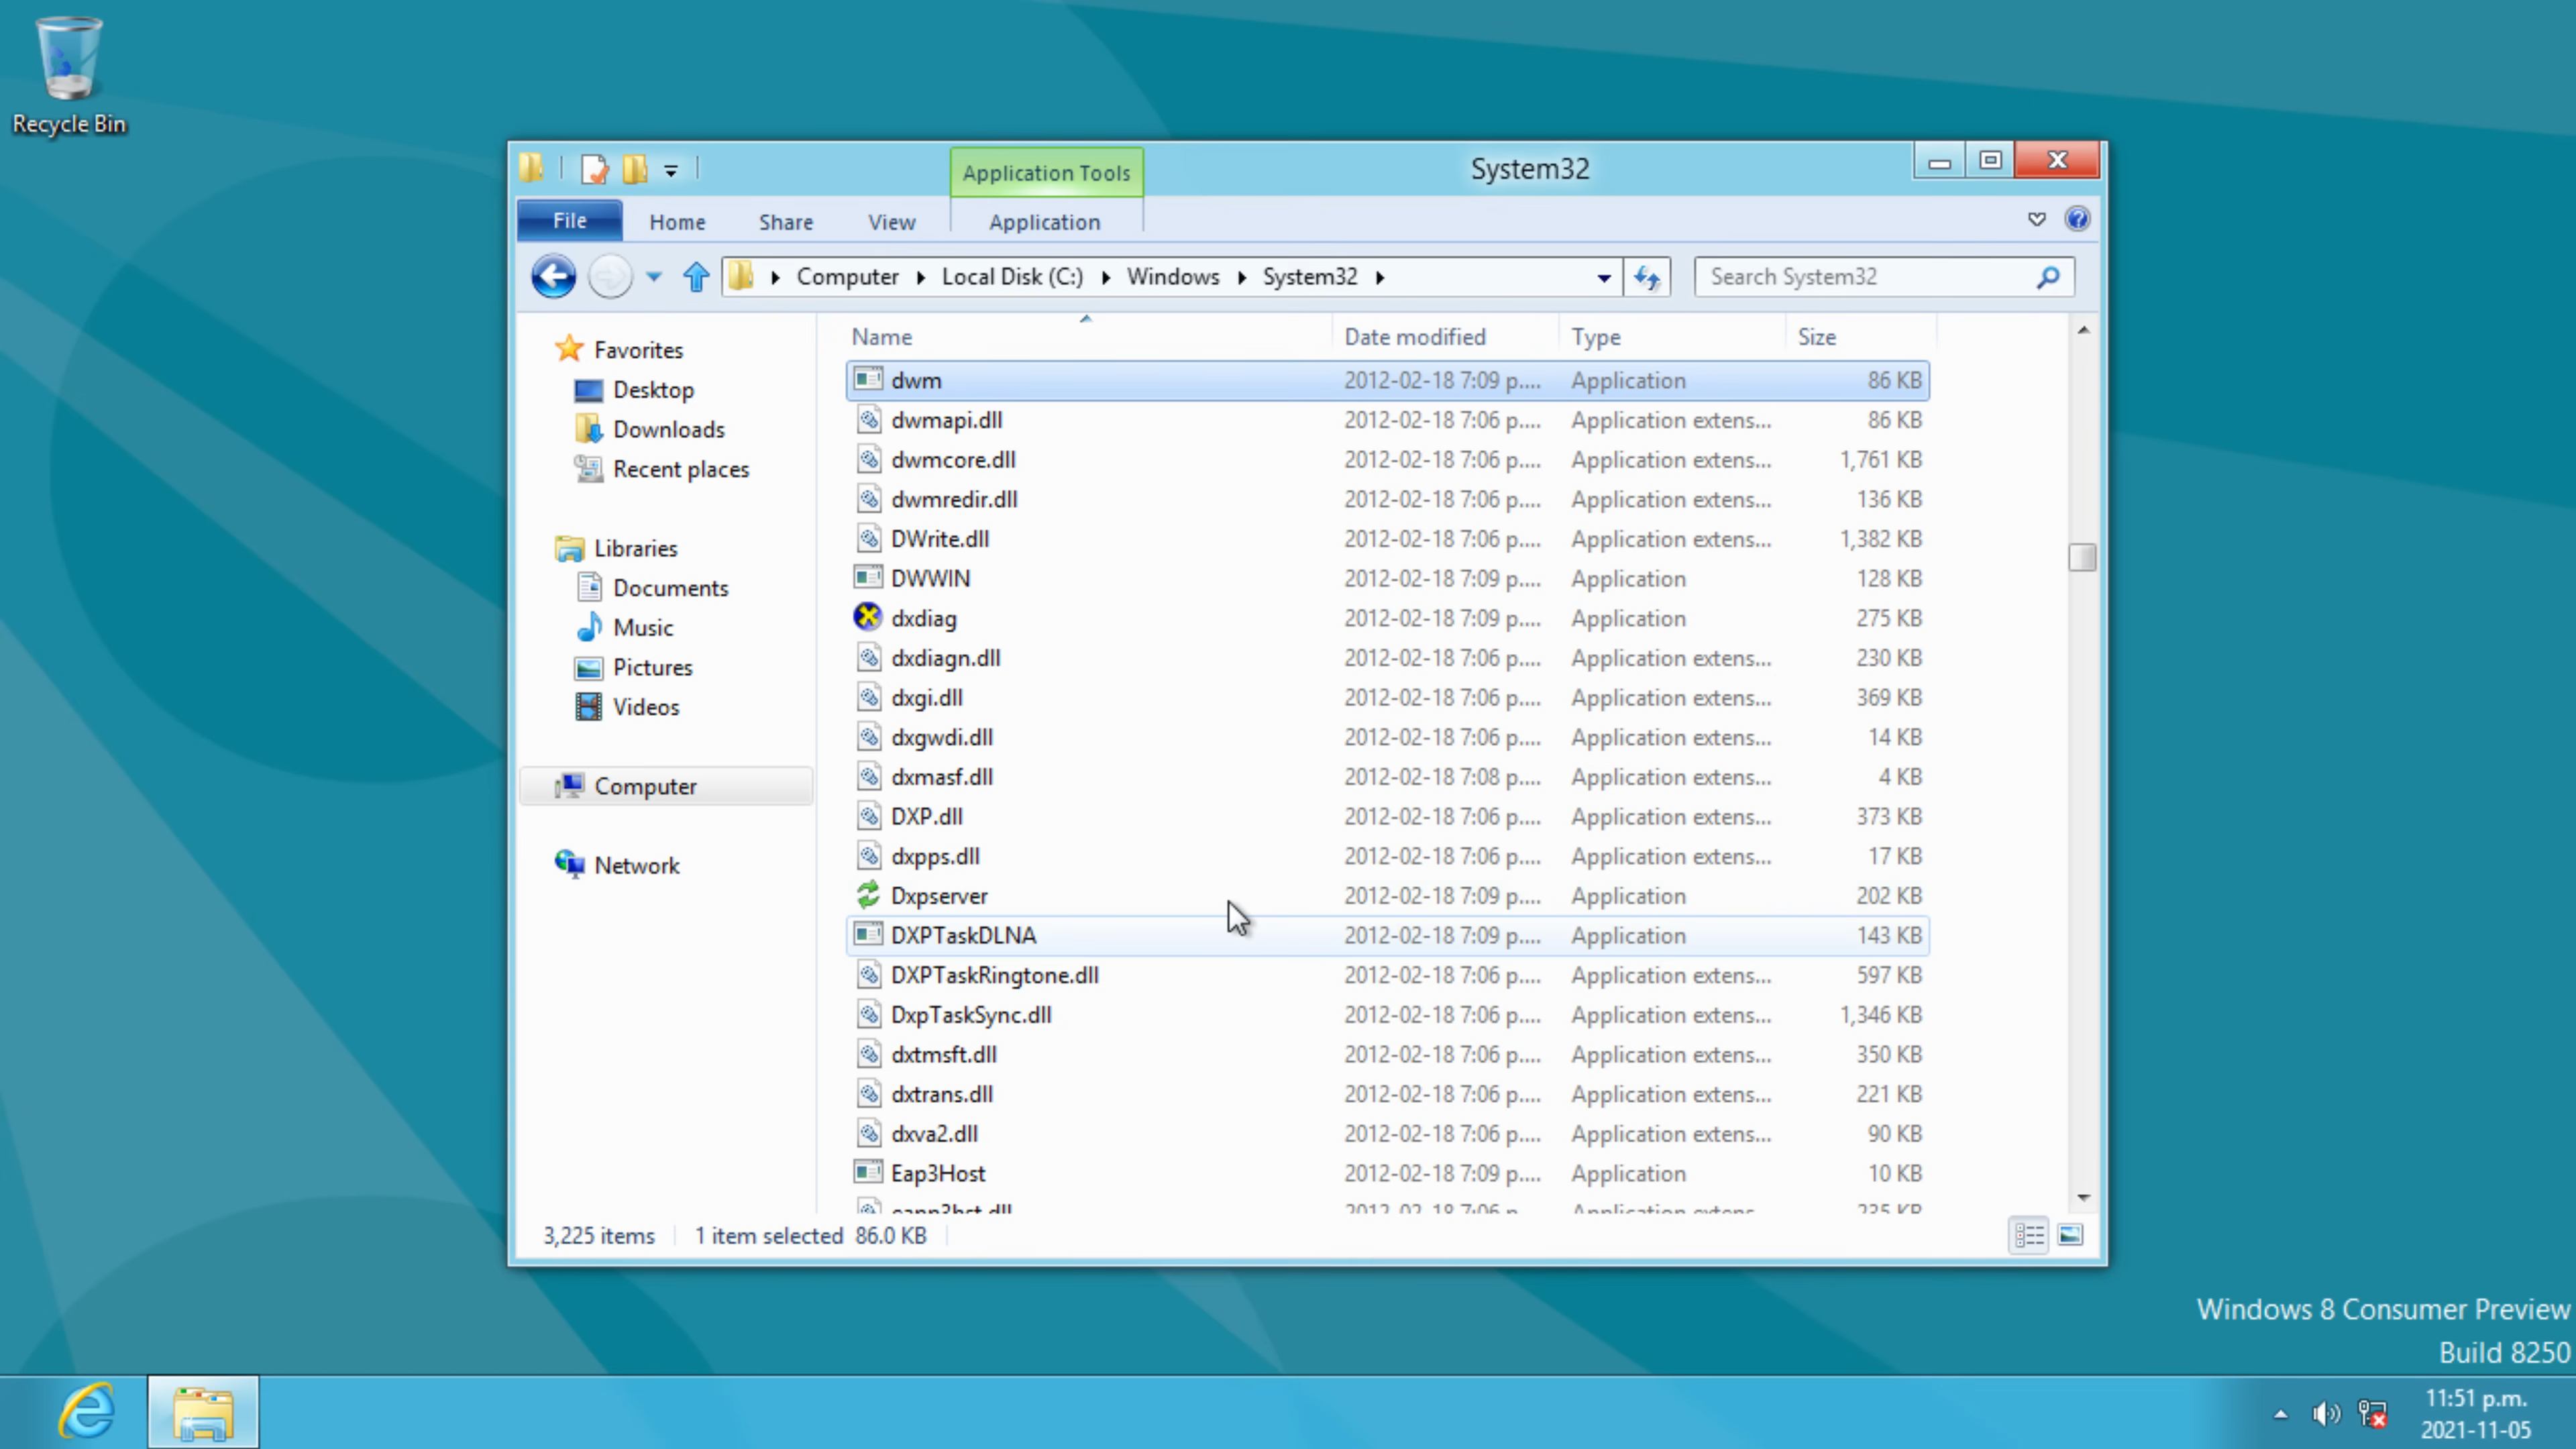 Recycle Bin
Application Tools
System32
File Home Share View Application
Computer Local Disk (C:) Windows System32
Search System32
Favorites
Desktop
Downloads
Recent places
Libraries
Documents
Music
Pictures
Videos
Computer
Network
Name Date modified Type Size
dwm 2012-02-18 7:09 p.... Application 86 KB
dwmapi.dll 2012-02-18 7:06 p.... Application extens... 86 KB
dwmcore.dll 2012-02-18 7:06 p.... Application extens... 1,761 KB
dwmredir.dll 2012-02-18 7:06 p.... Application extens... 136 KB
DWrite.dll 2012-02-18 7:06 p.... Application extens... 1,382 KB
DWWIN 2012-02-18 7:09 p.... Application 128 KB
dxdiag 2012-02-18 7:09 p.... Application 275 KB
dxdiagn.dll 2012-02-18 7:06 p.... Application extens... 230 KB
dxgi.dll 2012-02-18 7:06 p.... Application extens... 369 KB
dxgwdi.dll 2012-02-18 7:06 p.... Application extens... 14 KB
dxmasf.dll 2012-02-18 7:08 p.... Application extens... 4 KB
DXP.dll 2012-02-18 7:06 p.... Application extens... 373 KB
dxpps.dll 2012-02-18 7:06 p.... Application extens... 17 KB
Dxpserver 2012-02-18 7:09 p.... Application 202 KB
DXPTaskDLNA 2012-02-18 7:09 p.... Application 143 KB
DXPTaskRingtone.dll 2012-02-18 7:06 p.... Application extens... 597 KB
DxpTaskSync.dll 2012-02-18 7:06 p.... Application extens... 1,346 KB
dxtmsft.dll 2012-02-18 7:06 p.... Application extens... 350 KB
dxtrans.dll 2012-02-18 7:06 p.... Application extens... 221 KB
dxva2.dll 2012-02-18 7:06 p.... Application extens... 90 KB
Eap3Host 2012-02-18 7:09 p.... Application 10 KB
3,225 items 1 item selected 86.0 KB
Windows 8 Consumer Preview
Build 8250
11:51 p.m.
2021-11-05